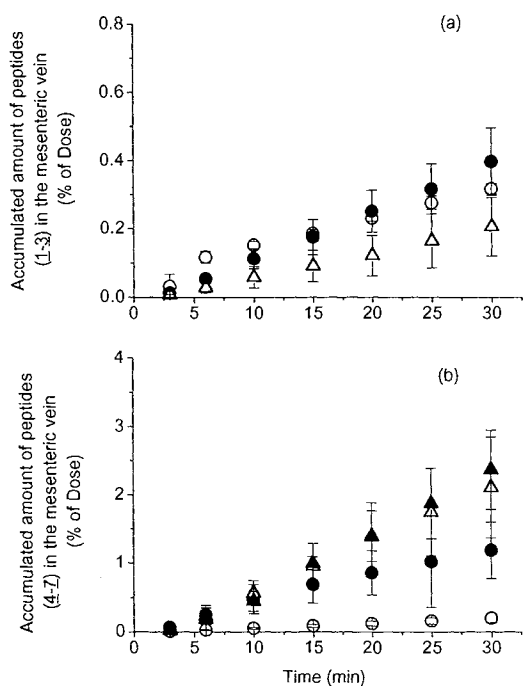 (a)
Accumulated amount of peptides
(1-3) in the mesenteric vein
(% of Dose)
0.8
0.6
0.4
0.2
0.0
0 5 10 15 20 25 30
(b)
Accumulated amount of peptides
(4-7) in the mesenteric vein
(% of Dose)
4
3
2
1
0
0 5 10 15 20 25 30
Time (min)